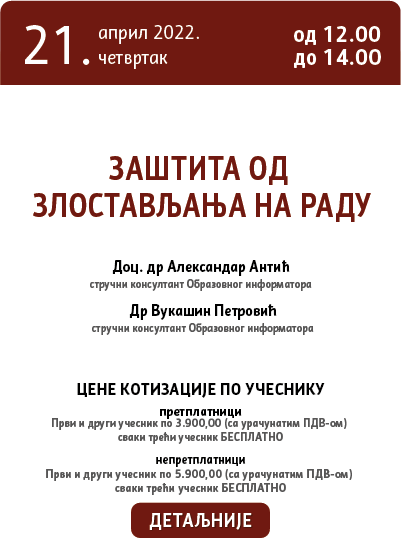 21. април 2022.
четвртак
од 12.00
до 14.00
ЗАШТИТА ОД
ЗЛОСТАВЉАЊА НА РАДУ
Доц. др Александар Антић
стручни консултант Образовног информатора
Др Вукашин Петровић
стручни консултант Образовног информатора
ЦЕНЕ КОТИЗАЦИЈЕ ПО УЧЕСНИКУ
претплатници
Први и други учесник по 3.900,00 (са урачунатим ПДВ-ом)
сваки трећи учесник БЕСПЛАТНО
непретплатници
Први и други учесник по 5.900,00 (са урачунатим ПДВ-ом)
сваки трећи учесник БЕСПЛАТНО
ДЕТАЉНИЈЕ